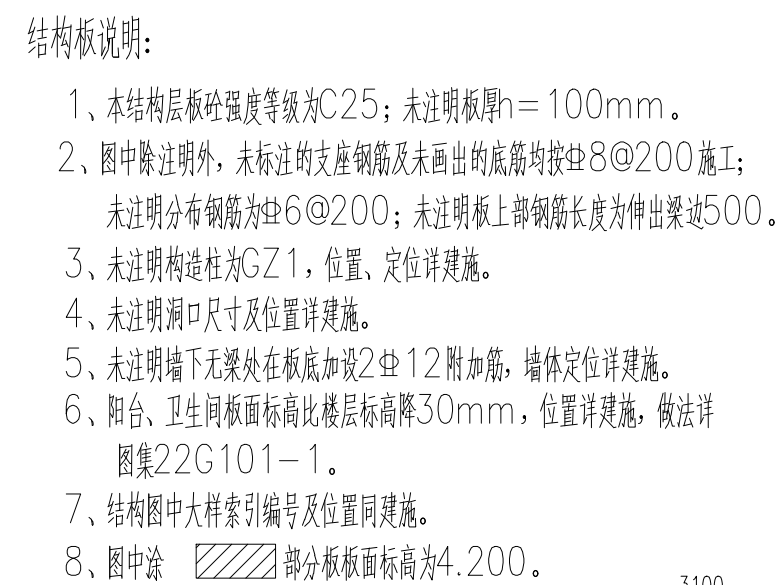 结构板说明:
1、本结构层板砼强度等级为C25; 未注明板厚h=100mm。
2、图中除注明外, 未标注的支座钢筋及未画出的底筋均按Φ8@200施工;
未注明分布钢筋为Φ6@200; 未注明板上部钢筋长度为伸出梁边500。
3、未注明构造柱为GZ1, 位置、定位详建施。
4、未注明洞口尺寸及位置详建施。
5、未注明墙下无梁处在板底加设2Φ12附加筋, 墙体定位详建施。
6、阳台、卫生间板面标高比楼层标高降30mm, 位置详建施, 做法详
图集22G101-1。
7、结构图中大样索引编号及位置同建施。
8、图中涂 部分板板面标高为4.200。
3100